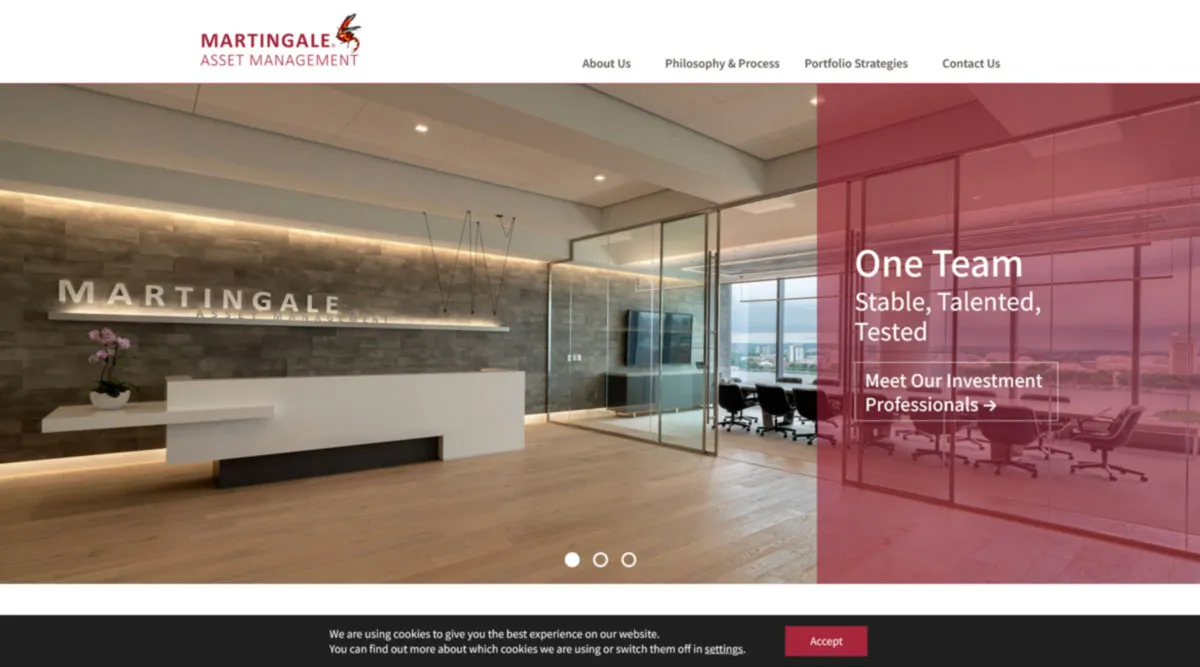 MARTINGALE
ASSET MANAGEMENT
About Us
Philosophy & Process
Portfolio Strategies
Contact Us
MARTINGALE
ASSET MANAGEMENT
One Team
Stable, Talented,
Tested
Meet Our Investment
Professionals →
We are using cookies to give you the best experience on our website.
You can find out more about which cookies we are using or switch them off in settings.
Accept